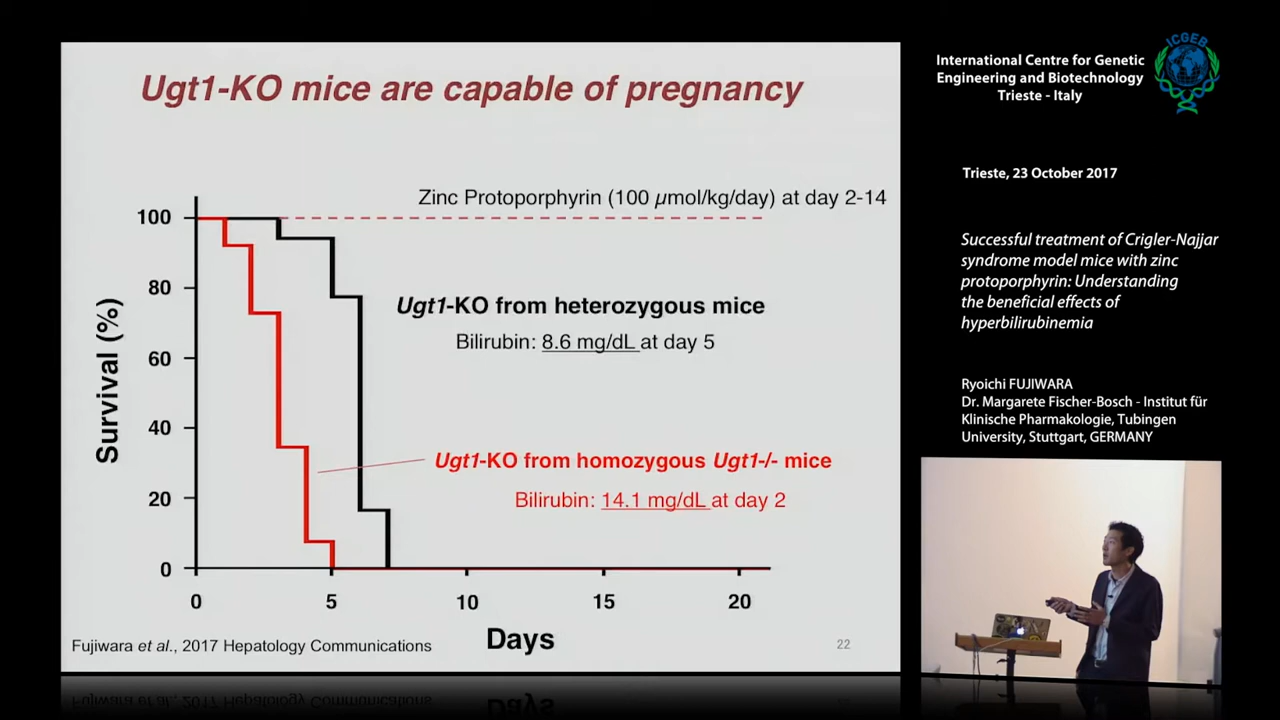 Ugt1-KO mice are capable of pregnancy
Zinc Protoporphyrin (100 µmol/kg/day) at day 2-14
100
80
60
40
20
0
Survival (%)
Ugt1-KO from heterozygous mice
Bilirubin: 8.6 mg/dL at day 5
Ugt1-KO from homozygous Ugt1-/- mice
Bilirubin: 14.1 mg/dL at day 2
0 5 10 15 20
Days
Fujiwara et al., 2017 Hepatology Communications
22
International Centre for Genetic
Engineering and Biotechnology
Trieste - Italy
ICGEB
Trieste, 23 October 2017
Successful treatment of Crigler-Najjar
syndrome model mice with zinc
protoporphyrin: Understanding
the beneficial effects of
hyperbilirubinemia
Ryoichi FUJIWARA
Dr. Margarete Fischer-Bosch - Institut für
Klinische Pharmakologie, Tubingen
University, Stuttgart, GERMANY